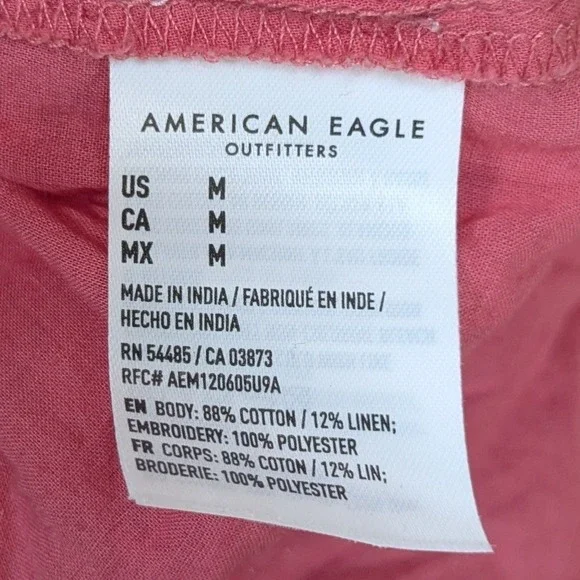 AMERICAN EAGLE
OUTFITTERS
US M
CA M
MX M
MADE IN INDIA / FABRIQUÉ EN INDE /
HECHO EN INDIA
RN 54485 / CA 03873
RFC# AEM120605U9A
EN BODY: 88% COTTON / 12% LINEN;
EMBROIDERY: 100% POLYESTER
FR CORPS: 88% COTON / 12% LIN;
BRODERIE: 100% POLYESTER